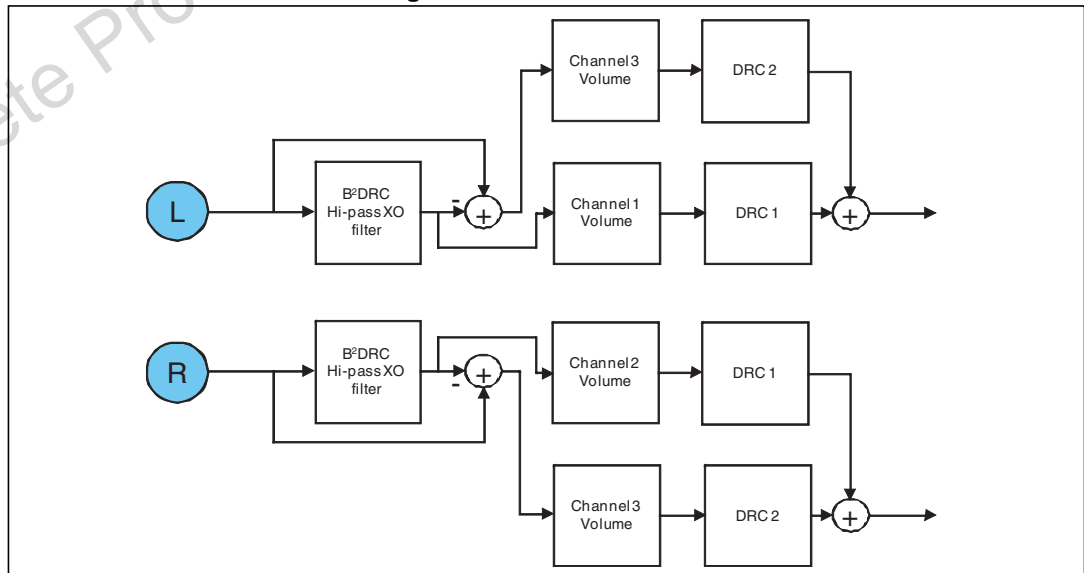 Channel 3
Volume
DRC 2
L
B²DRC
Hi-pass XO
filter
-
+
Channel 1
Volume
DRC 1
+
R
B²DRC
Hi-pass XO
filter
-
+
Channel 2
Volume
DRC 1
Channel 3
Volume
DRC 2
+